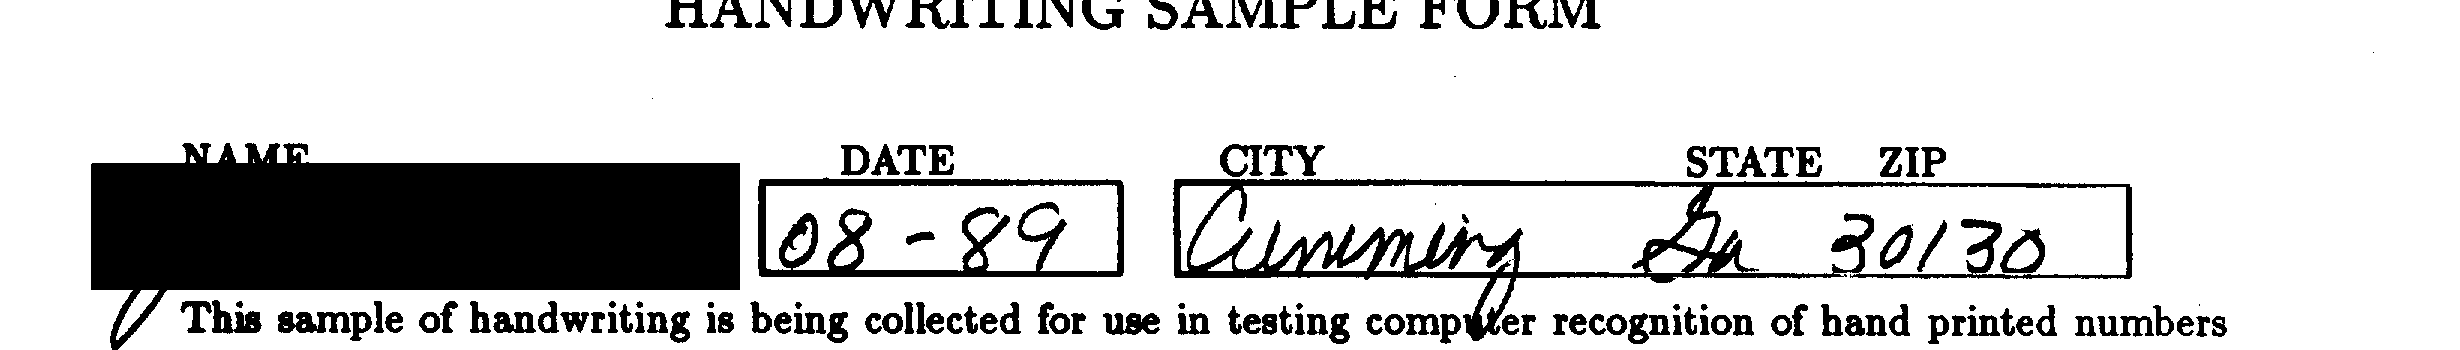 HANDWRITING SAMPLE FORM
NAME DATE CITY STATE ZIP
08-89 Cumming Ga 30130
This sample of handwriting is being collected for use in testing computer recognition of hand printed numbers